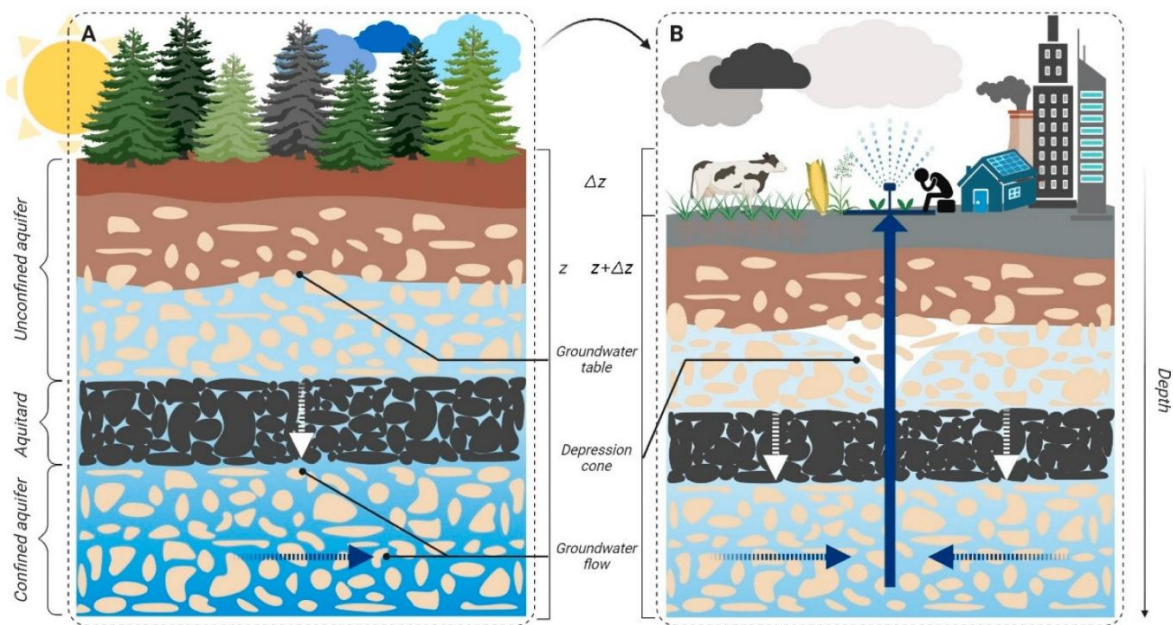 A
B
Unconfined aquifer
Aquitard
Confined aquifer
Δz
z
z+Δz
Groundwater
table
Depression
cone
Groundwater
flow
Depth